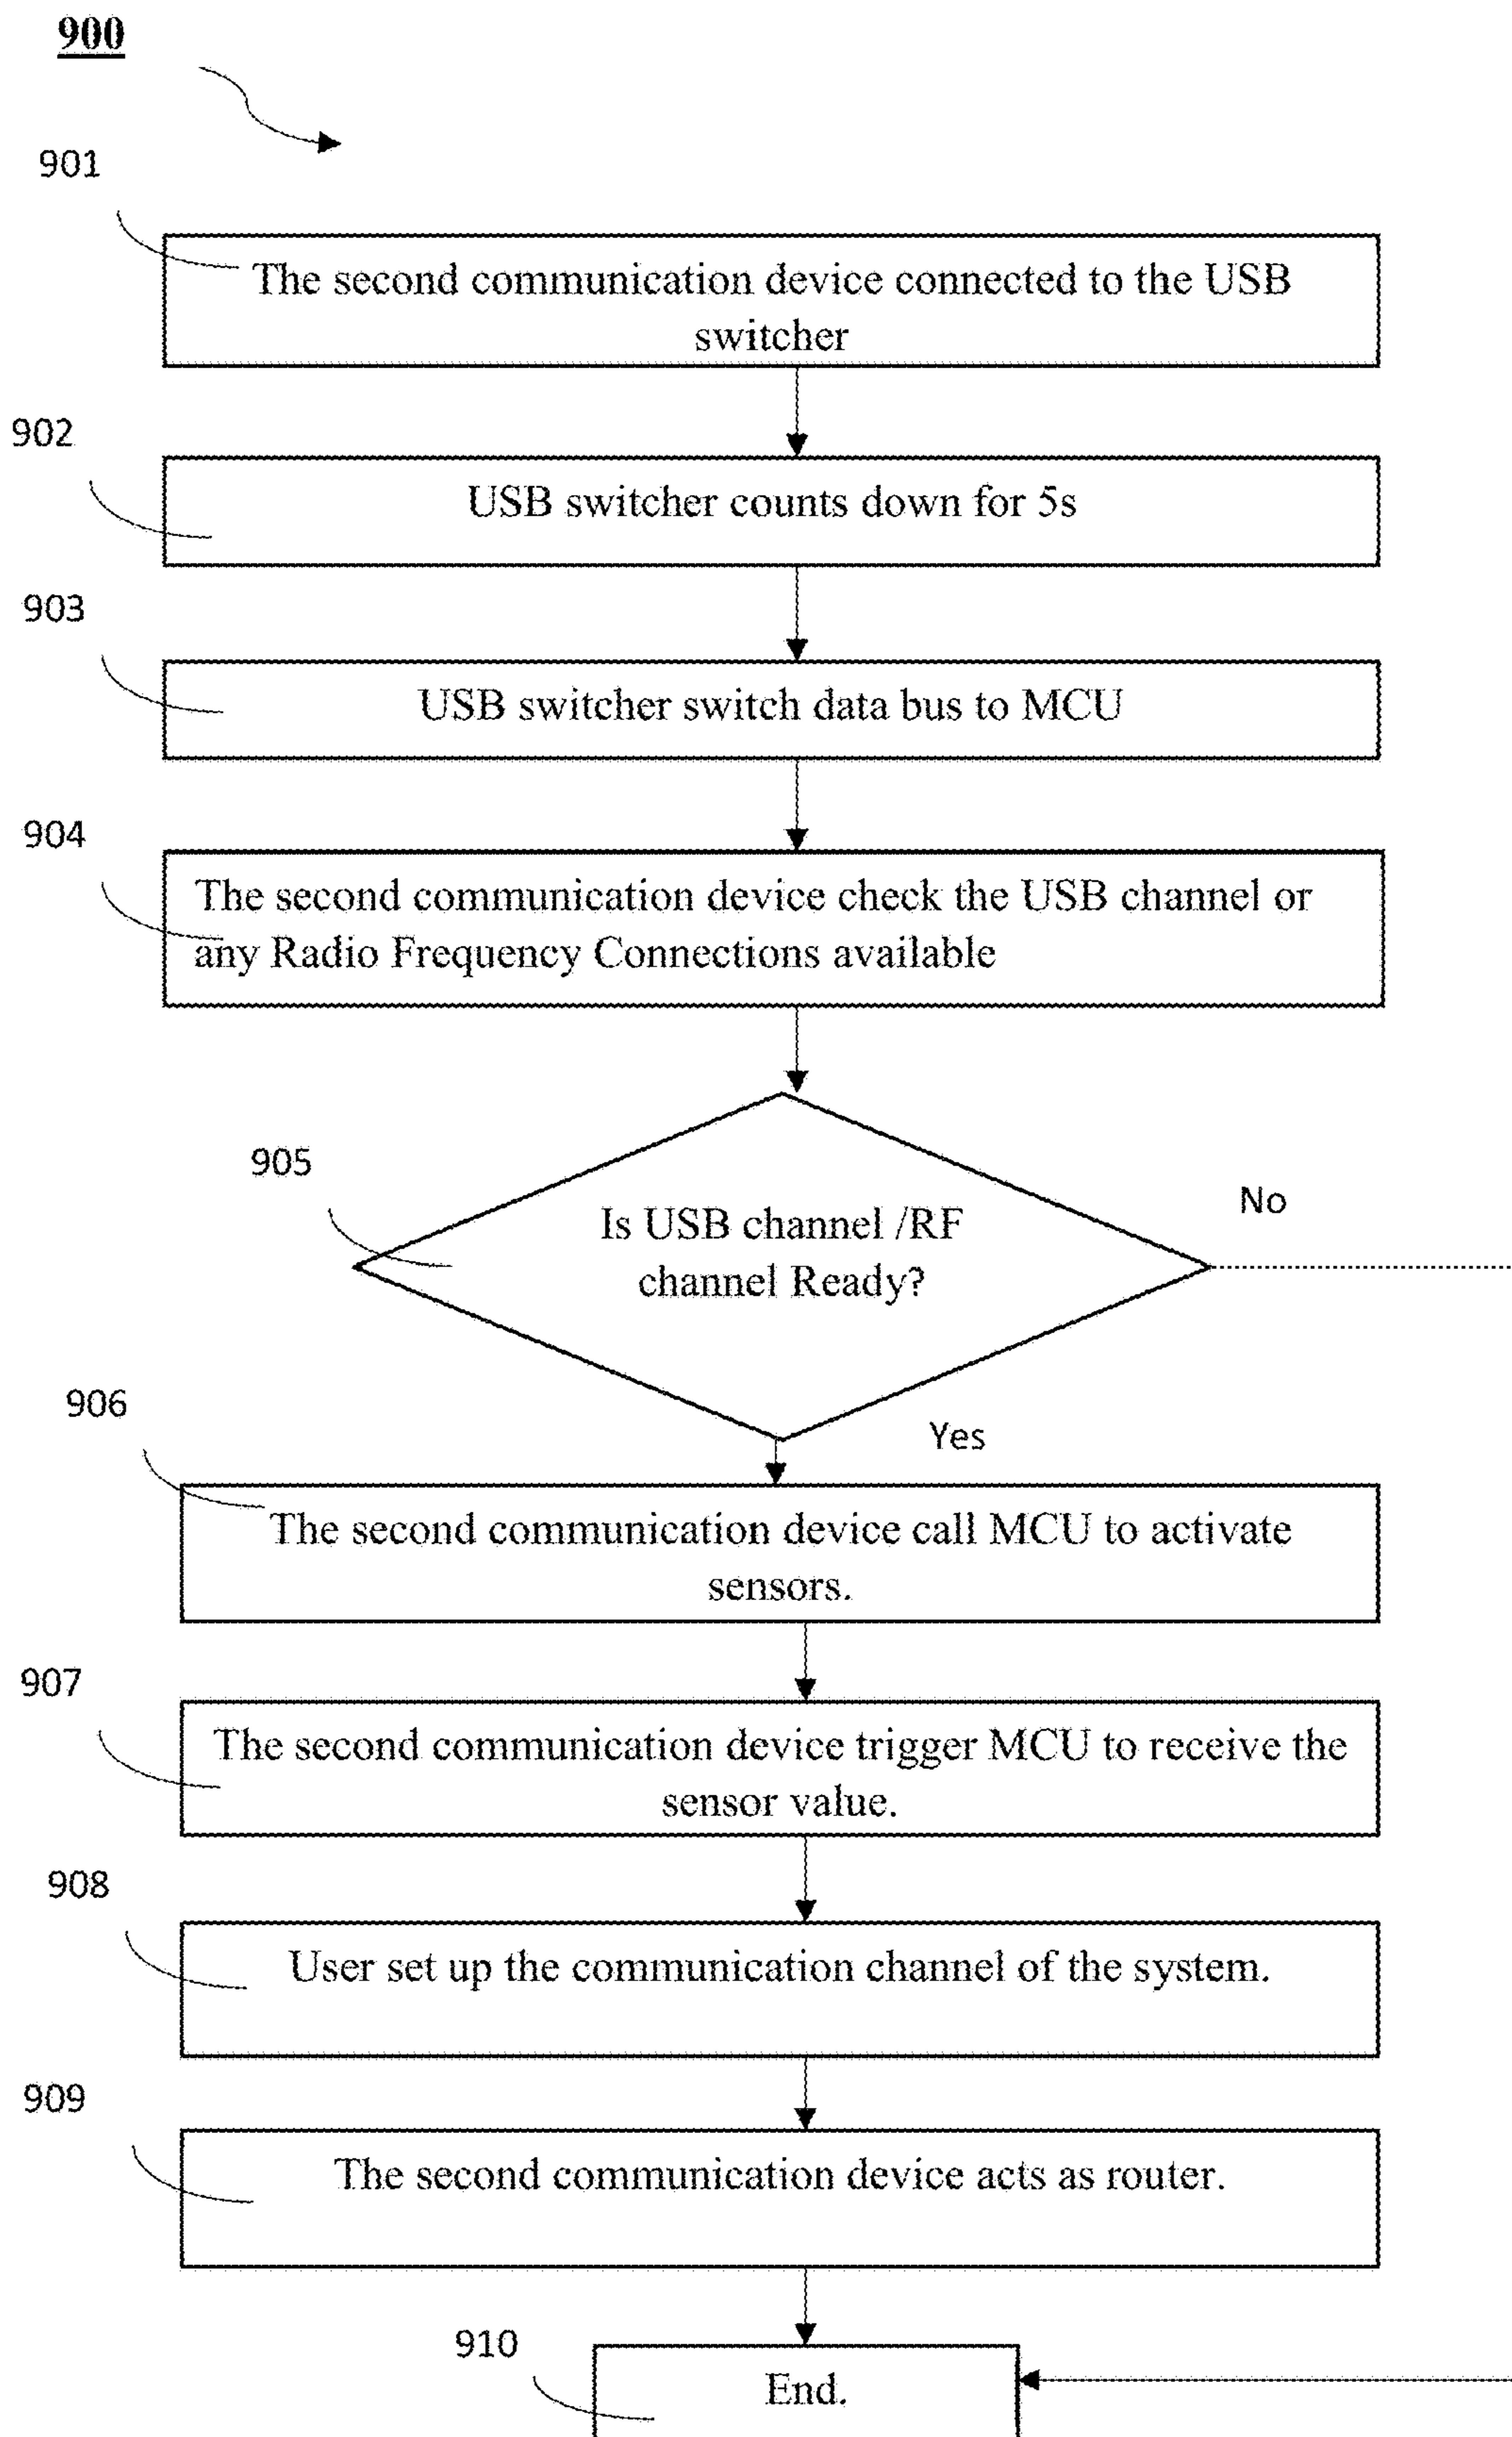 900
901
The second communication device connected to the USB
switcher
902
USB switcher counts down for 5s
903
USB switcher switch data bus to MCU
904
The second communication device check the USB channel or
any Radio Frequency Connections available
905
Is USB channel /RF
channel Ready?
No
Yes
906
The second communication device call MCU to activate
sensors.
907
The second communication device trigger MCU to receive the
sensor value.
908
User set up the communication channel of the system.
909
The second communication device acts as router.
910
End.